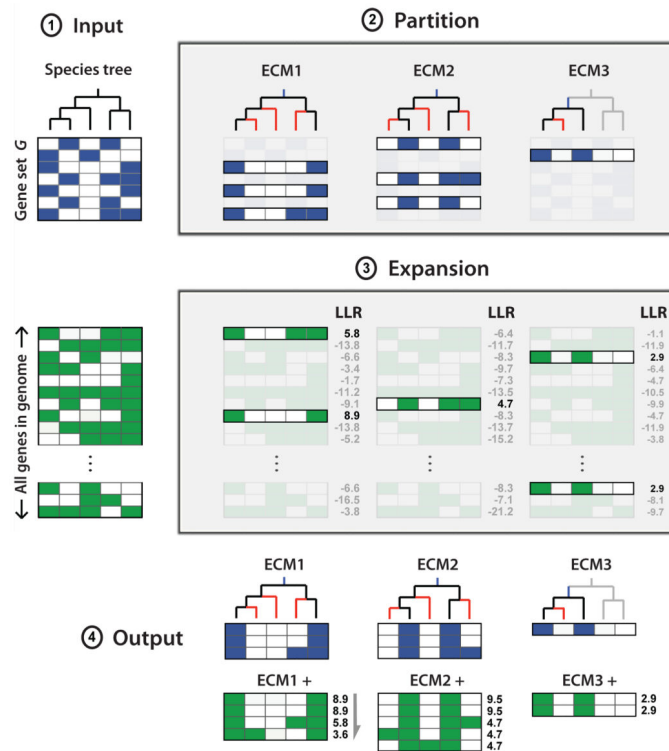 ① Input
② Partition
Species tree
ECM1
ECM2
ECM3
Gene set G
③ Expansion
LLR
LLR
LLR
5.8
-13.8
-6.6
-3.4
-1.7
-11.2
-9.1
8.9
-13.8
-5.2
-6.4
-11.7
-8.3
-9.7
-7.3
-13.5
4.7
-8.3
-13.7
-15.2
-1.1
-11.9
2.9
-6.4
-4.7
-10.5
-9.9
-4.7
-11.9
-3.8
All genes in genome
-6.6
-16.5
-3.8
-8.3
-7.1
-21.2
2.9
-8.1
-9.7
ECM1
ECM2
ECM3
④ Output
ECM1 +
ECM2 +
ECM3 +
8.9
8.9
5.8
3.6
9.5
9.5
4.7
4.7
4.7
2.9
2.9